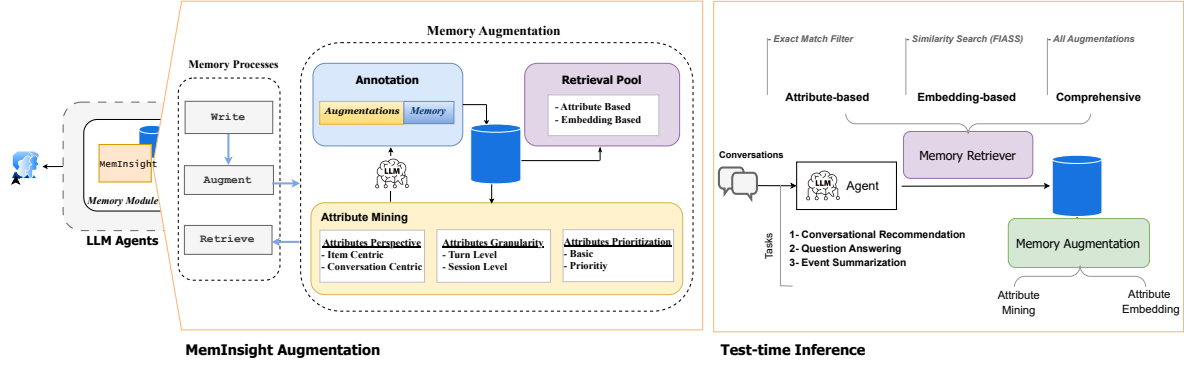 MemInsight
Memory Module
LLM Agents
Memory Processes
Write
Augment
Retrieve
Memory Augmentation
Annotation
Augmentations Memory
Retrieval Pool
- Attribute Based
- Embedding Based
LLM
Attribute Mining
Attributes Perspective
- Item Centric
- Conversation Centric
Attributes Granularity
- Turn Level
- Session Level
Attributes Prioritization
- Basic
- Prioritiy
MemInsight Augmentation
- Exact Match Filter
- Similarity Search (FIASS)
- All Augmentations
Attribute-based
Embedding-based
Comprehensive
Memory Retriever
Conversations
LLM
Agent
Tasks
1- Conversational Recommendation
2- Question Answering
3- Event Summarization
Memory Augmentation
Attribute
Mining
Attribute
Embedding
Test-time Inference